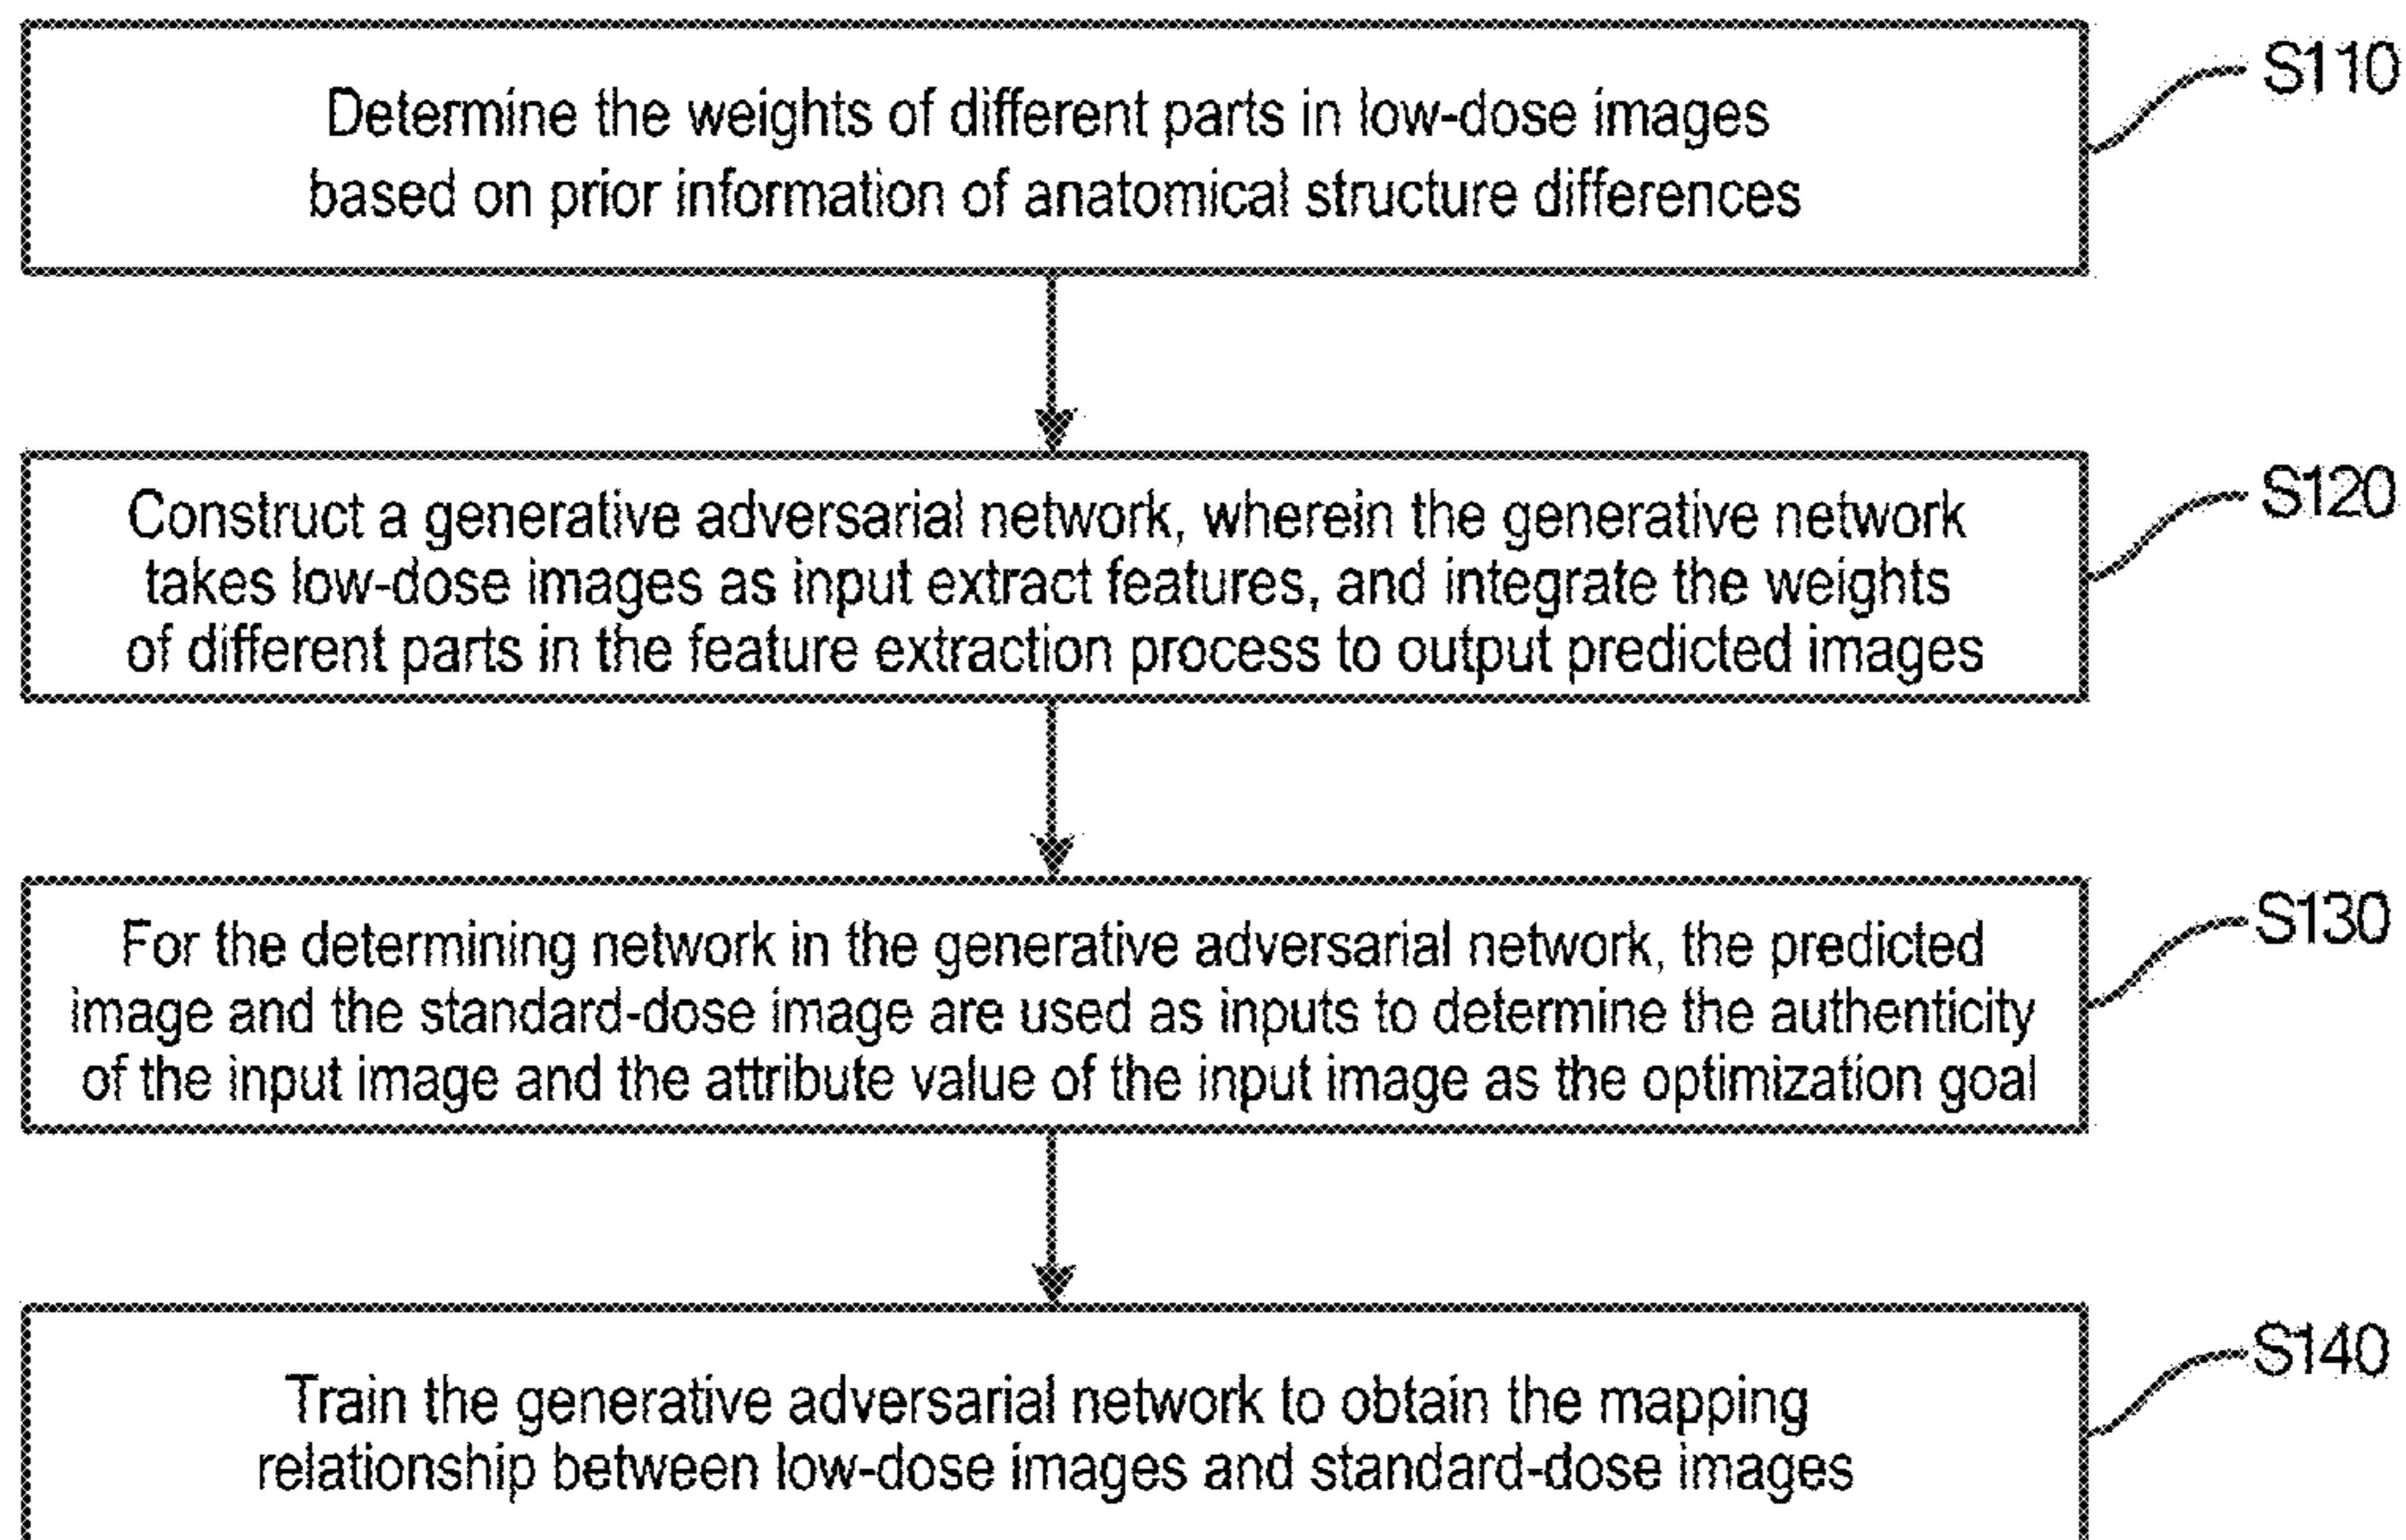 Determine the weights of different parts in low-dose images
based on prior information of anatomical structure differences
S110
Construct a generative adversarial network, wherein the generative network
takes low-dose images as input extract features, and integrate the weights
of different parts in the feature extraction process to output predicted images
S120
For the determining network in the generative adversarial network, the predicted
image and the standard-dose image are used as inputs to determine the authenticity
of the input image and the attribute value of the input image as the optimization goal
S130
Train the generative adversarial network to obtain the mapping
relationship between low-dose images and standard-dose images
S140